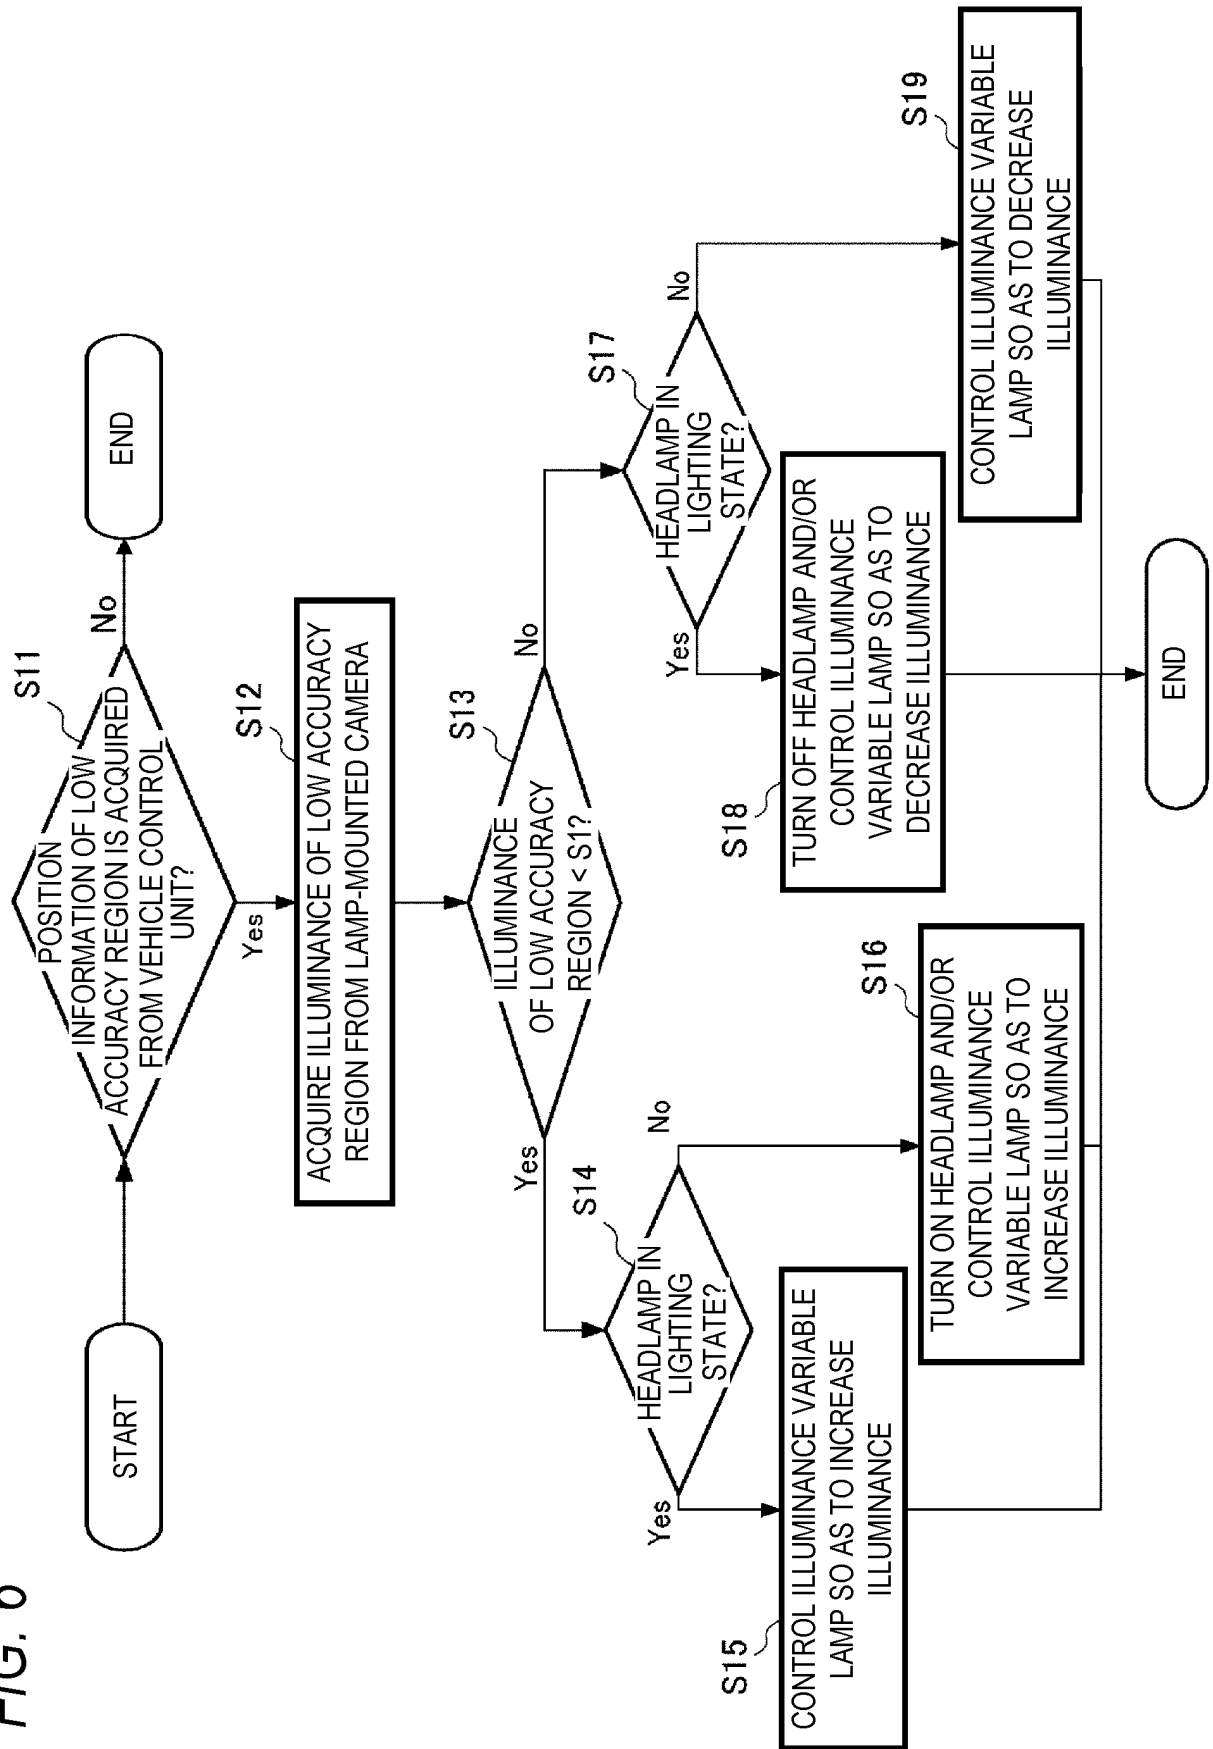 FIG. 6
START
POSITION
INFORMATION OF LOW
ACCURACY REGION IS ACQUIRED
FROM VEHICLE CONTROL
UNIT?
S11
No
END
Yes
S12
ACQUIRE ILLUMINANCE OF LOW ACCURACY
REGION FROM LAMP-MOUNTED CAMERA
S13
ILLUMINANCE
OF LOW ACCURACY
REGION < S1?
Yes
No
S14
HEADLAMP IN
LIGHTING
STATE?
Yes
No
S15
CONTROL ILLUMINANCE VARIABLE
LAMP SO AS TO INCREASE
ILLUMINANCE
S16
TURN ON HEADLAMP AND/OR
CONTROL ILLUMINANCE
VARIABLE LAMP SO AS TO
INCREASE ILLUMINANCE
S17
HEADLAMP IN
LIGHTING
STATE?
Yes
No
S18
TURN OFF HEADLAMP AND/OR
CONTROL ILLUMINANCE
VARIABLE LAMP SO AS TO
DECREASE ILLUMINANCE
S19
CONTROL ILLUMINANCE VARIABLE
LAMP SO AS TO DECREASE
ILLUMINANCE
END